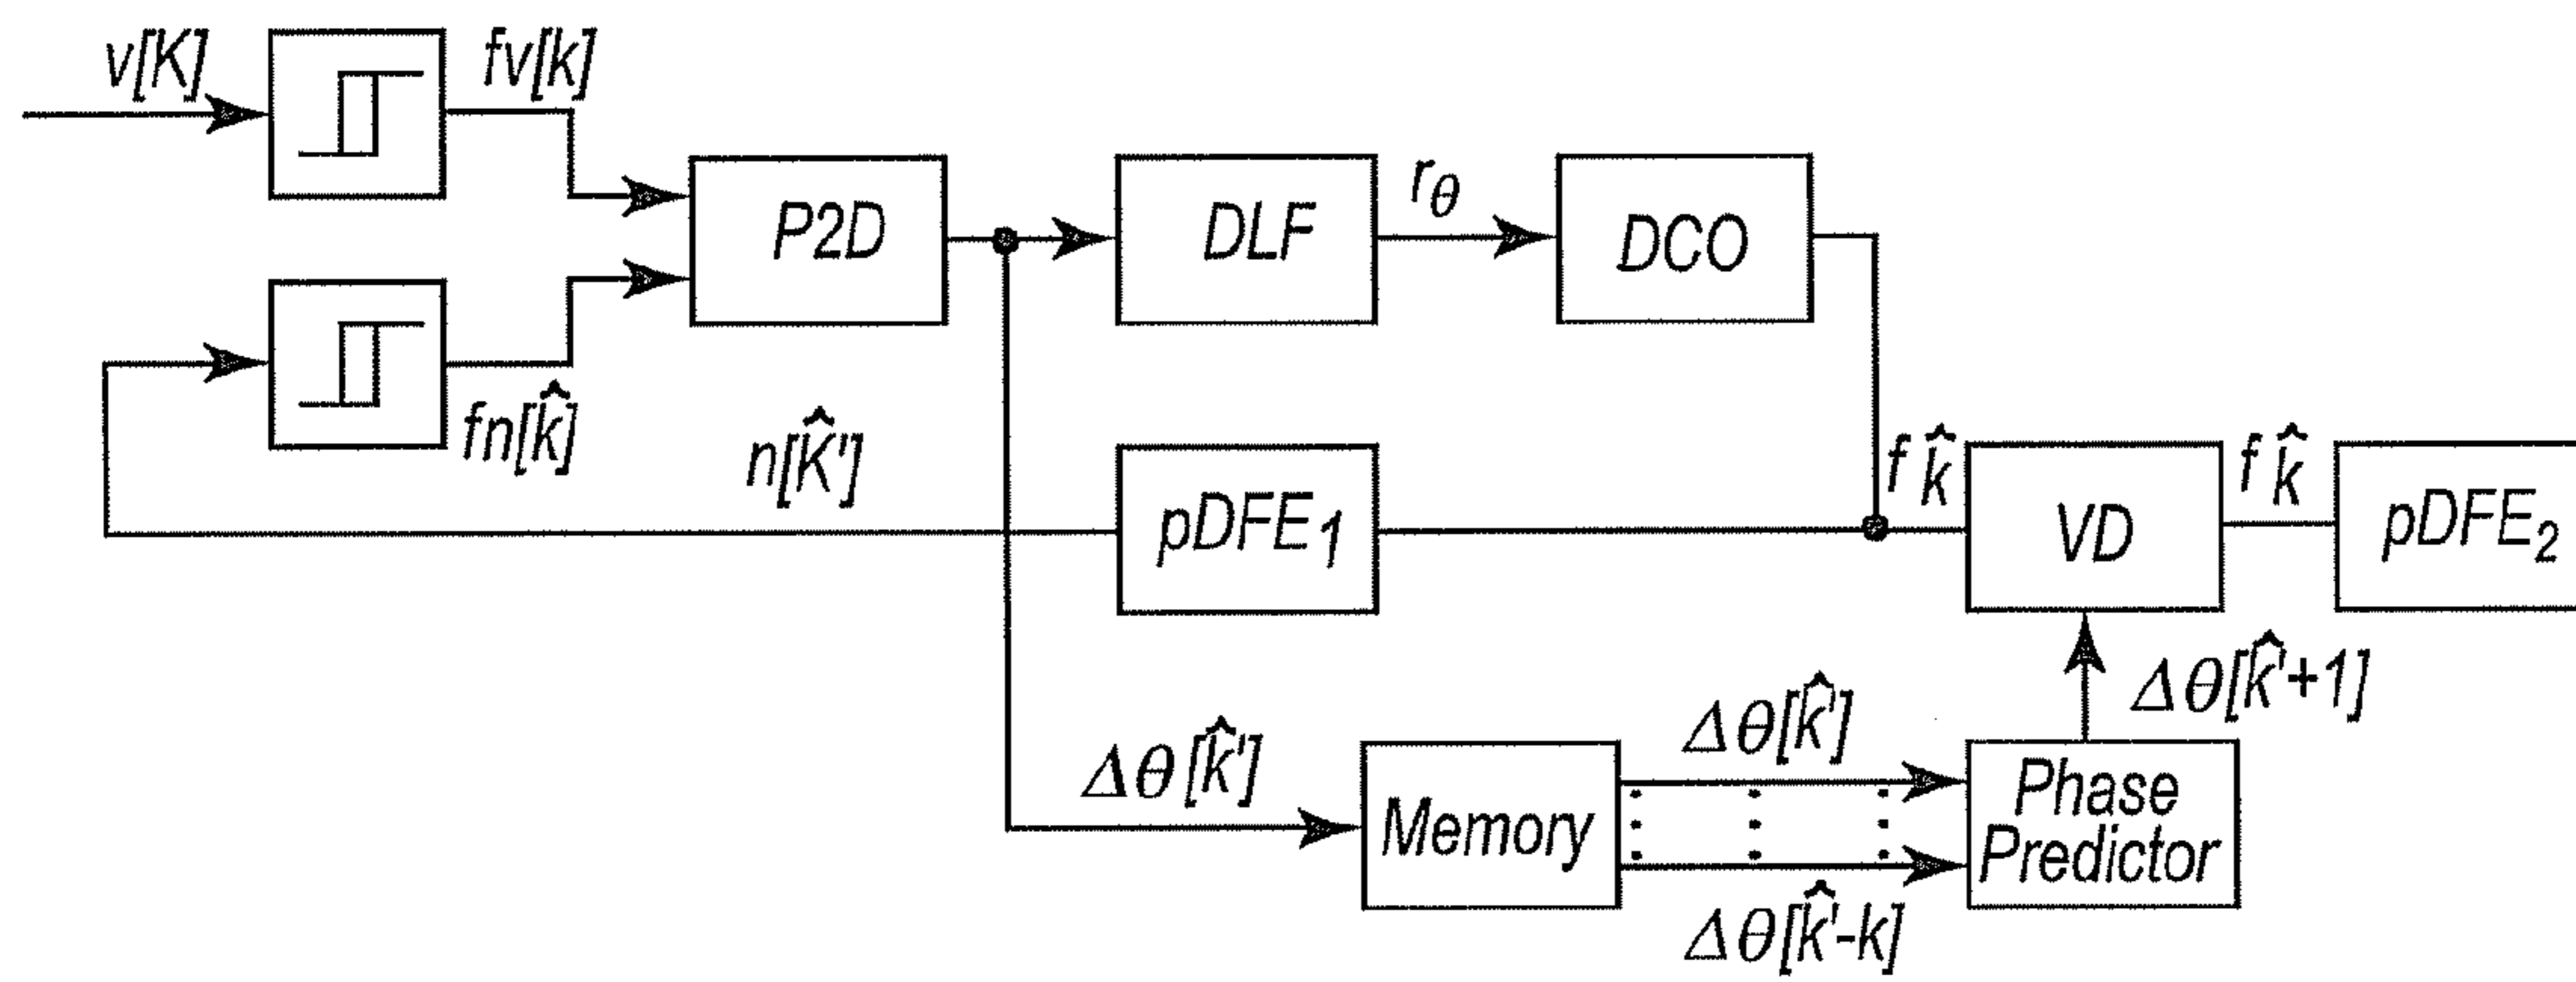 v[K]
fv[k]
P2D
DLF
rθ
DCO
fn[k̂]
n[K̂']
pDFE1
f k̂
VD
f k̂
pDFE2
Δθ[k̂']
Memory
Δθ[k̂']
Δθ[k̂'-k]
Phase
Predictor
Δθ[k̂'+1]